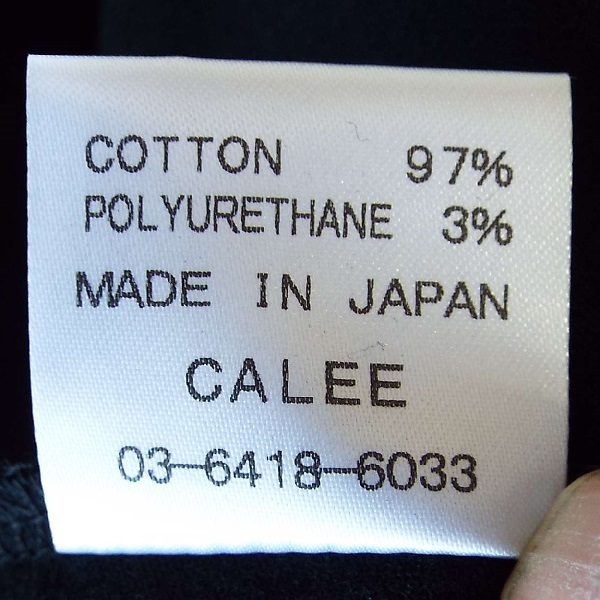 COTTON 97%
POLYURETHANE 3%
MADE IN JAPAN
CALEE
03-6418-6033